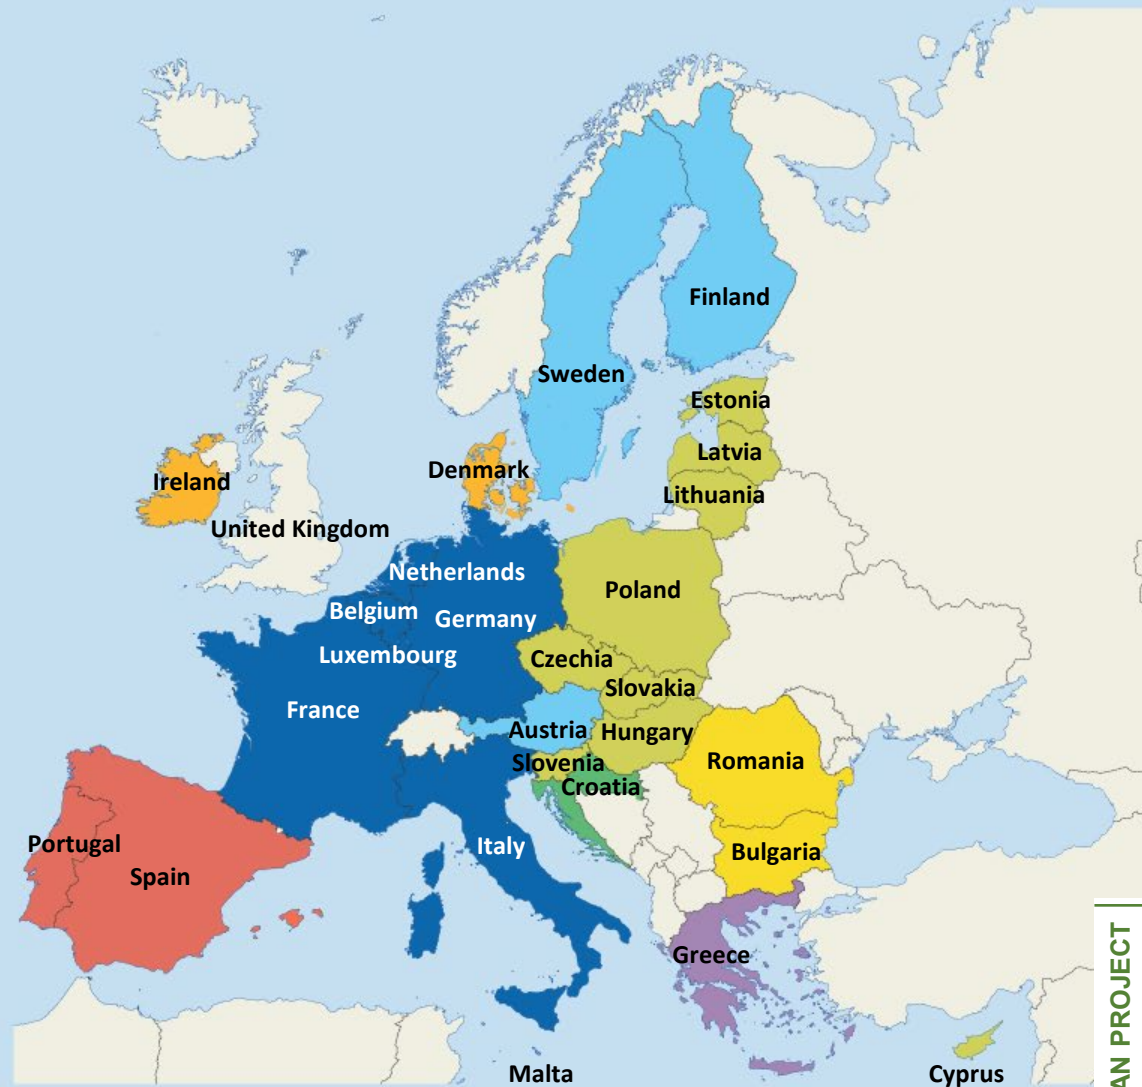 Finland
Sweden
Estonia
Latvia
Lithuania
Denmark
Ireland
United Kingdom
Netherlands
Belgium
Germany
Luxembourg
Poland
Czechia
Slovakia
France
Austria
Hungary
Slovenia
Croatia
Romania
Italy
Bulgaria
Portugal
Spain
Greece
Malta
Cyprus
PROJECT